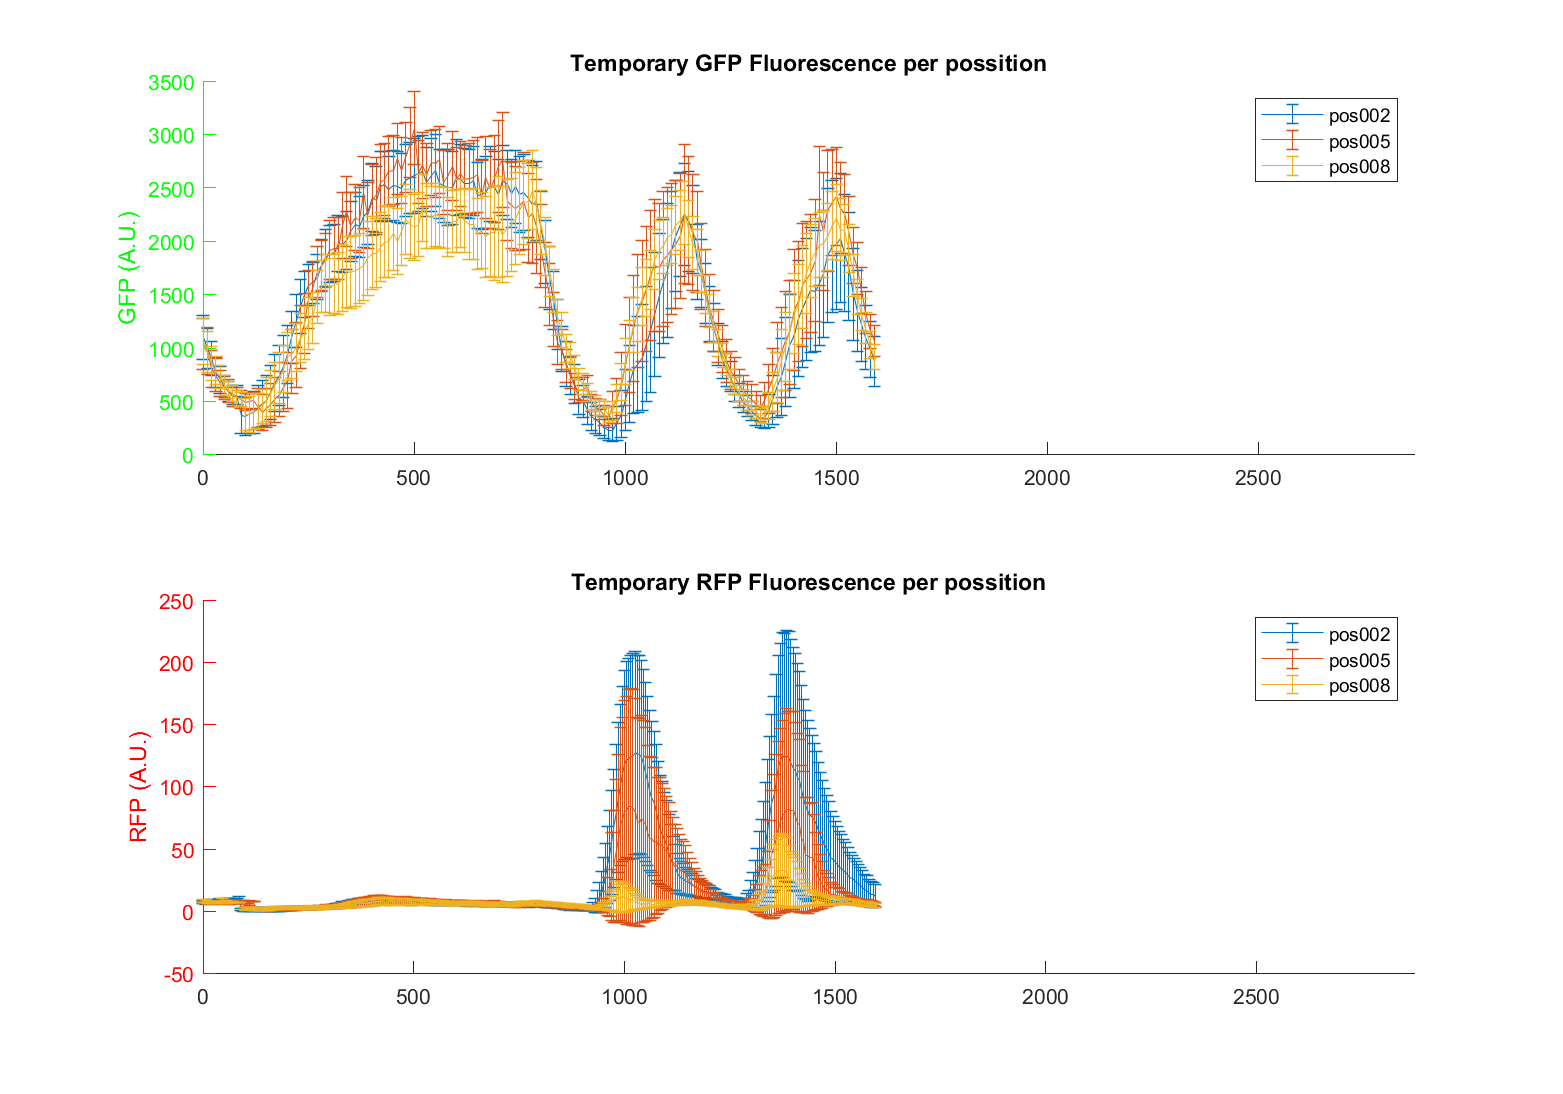 Temporary GFP Fluorescence per possition
3500
3000
2500
2000
1500
1000
500
0
GFP (A.U.)
0 500 1000 1500 2000 2500
pos002
pos005
pos008
Temporary RFP Fluorescence per possition
250
200
150
100
50
0
-50
RFP (A.U.)
0 500 1000 1500 2000 2500
pos002
pos005
pos008